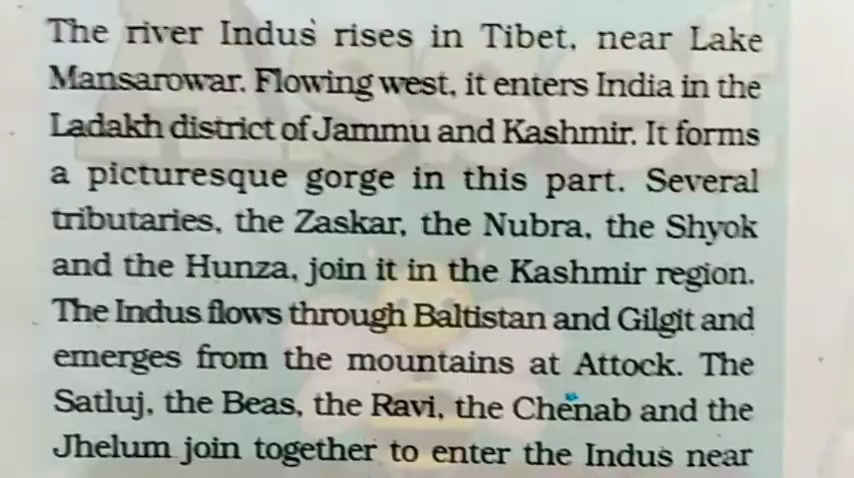 The river Indus rises in Tibet, near Lake
Mansarowar. Flowing west, it enters India in the
Ladakh district of Jammu and Kashmir. It forms
a picturesque gorge in this part. Several
tributaries, the Zaskar, the Nubra, the Shyok
and the Hunza, join it in the Kashmir region.
The Indus flows through Baltistan and Gilgit and
emerges from the mountains at Attock. The
Satluj, the Beas, the Ravi, the Chenab and the
Jhelum join together to enter the Indus near